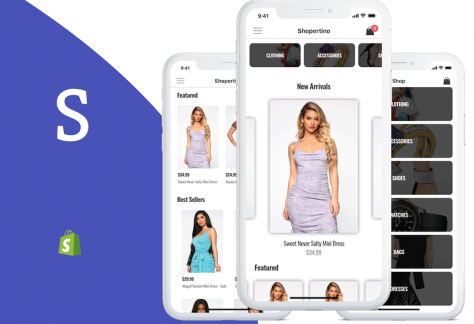 S
S
9:41
Shopertino
Featured
Sweet Never Salty Mini Dress
$34.99
Best Sellers
$29.99
9:41
Shopertino
CLOTHING
ACCESSORIES
New Arrivals
Sweet Never Salty Mini Dress
$34.99
Featured
Shop
CLOTHING
ACCESSORIES
SHOES
WATCHES
BAGS
DRESSES